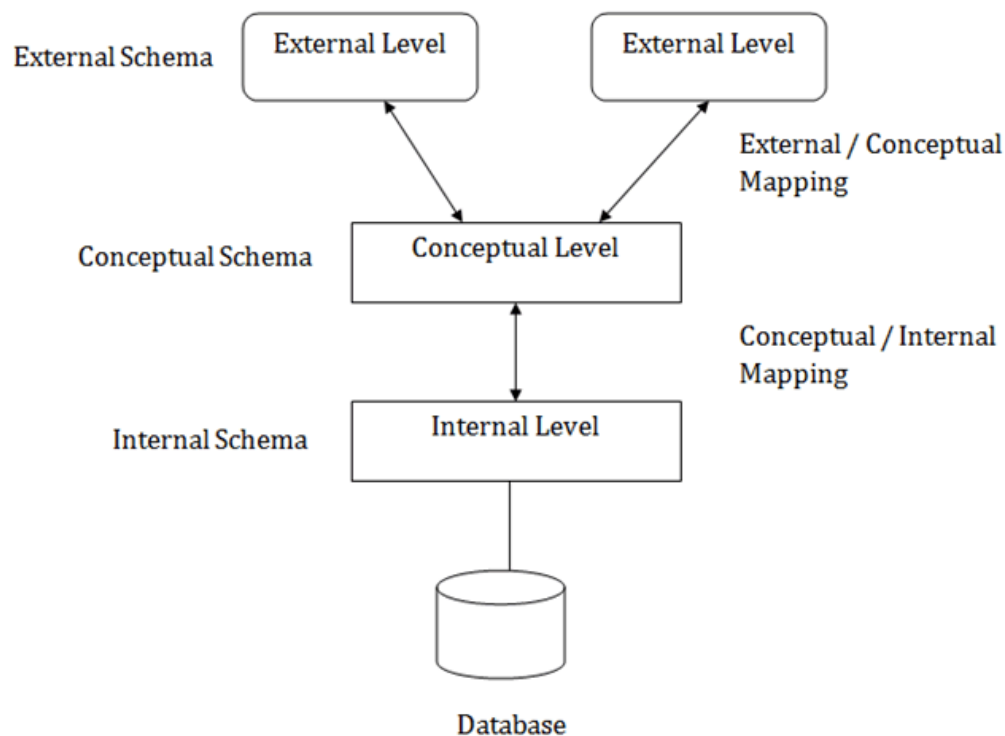 External Schema
External Level
External Level
External / Conceptual
Mapping
Conceptual Schema
Conceptual Level
Conceptual / Internal
Mapping
Internal Schema
Internal Level
Database